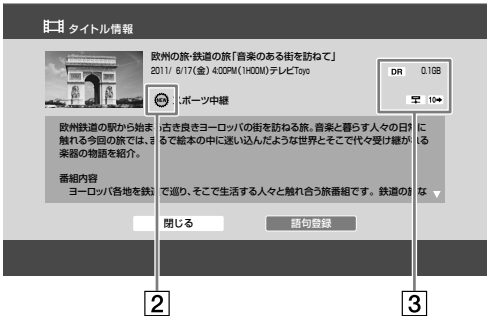 タイトル情報
欧州の旅・鉄道の旅「音楽のある街を訪ねて」
2011/ 6/17(金) 4:00PM(1H00M)テレビToyo
DR 0.1GB
NEW スポーツ中継
10➔
欧州鉄道の駅から始まる古き良きヨーロッパの街を訪ねる旅。音楽と暮らす人々の日常に
触れる今回の旅では、まるで絵本の中に迷い込んだような世界とそこで代々受け継がれる
楽器の物語を紹介。
番組内容
ヨーロッパ各地を鉄道で巡り、そこで生活する人々と触れ合う旅番組です。鉄道の旅な
閉じる 語句登録
2 3